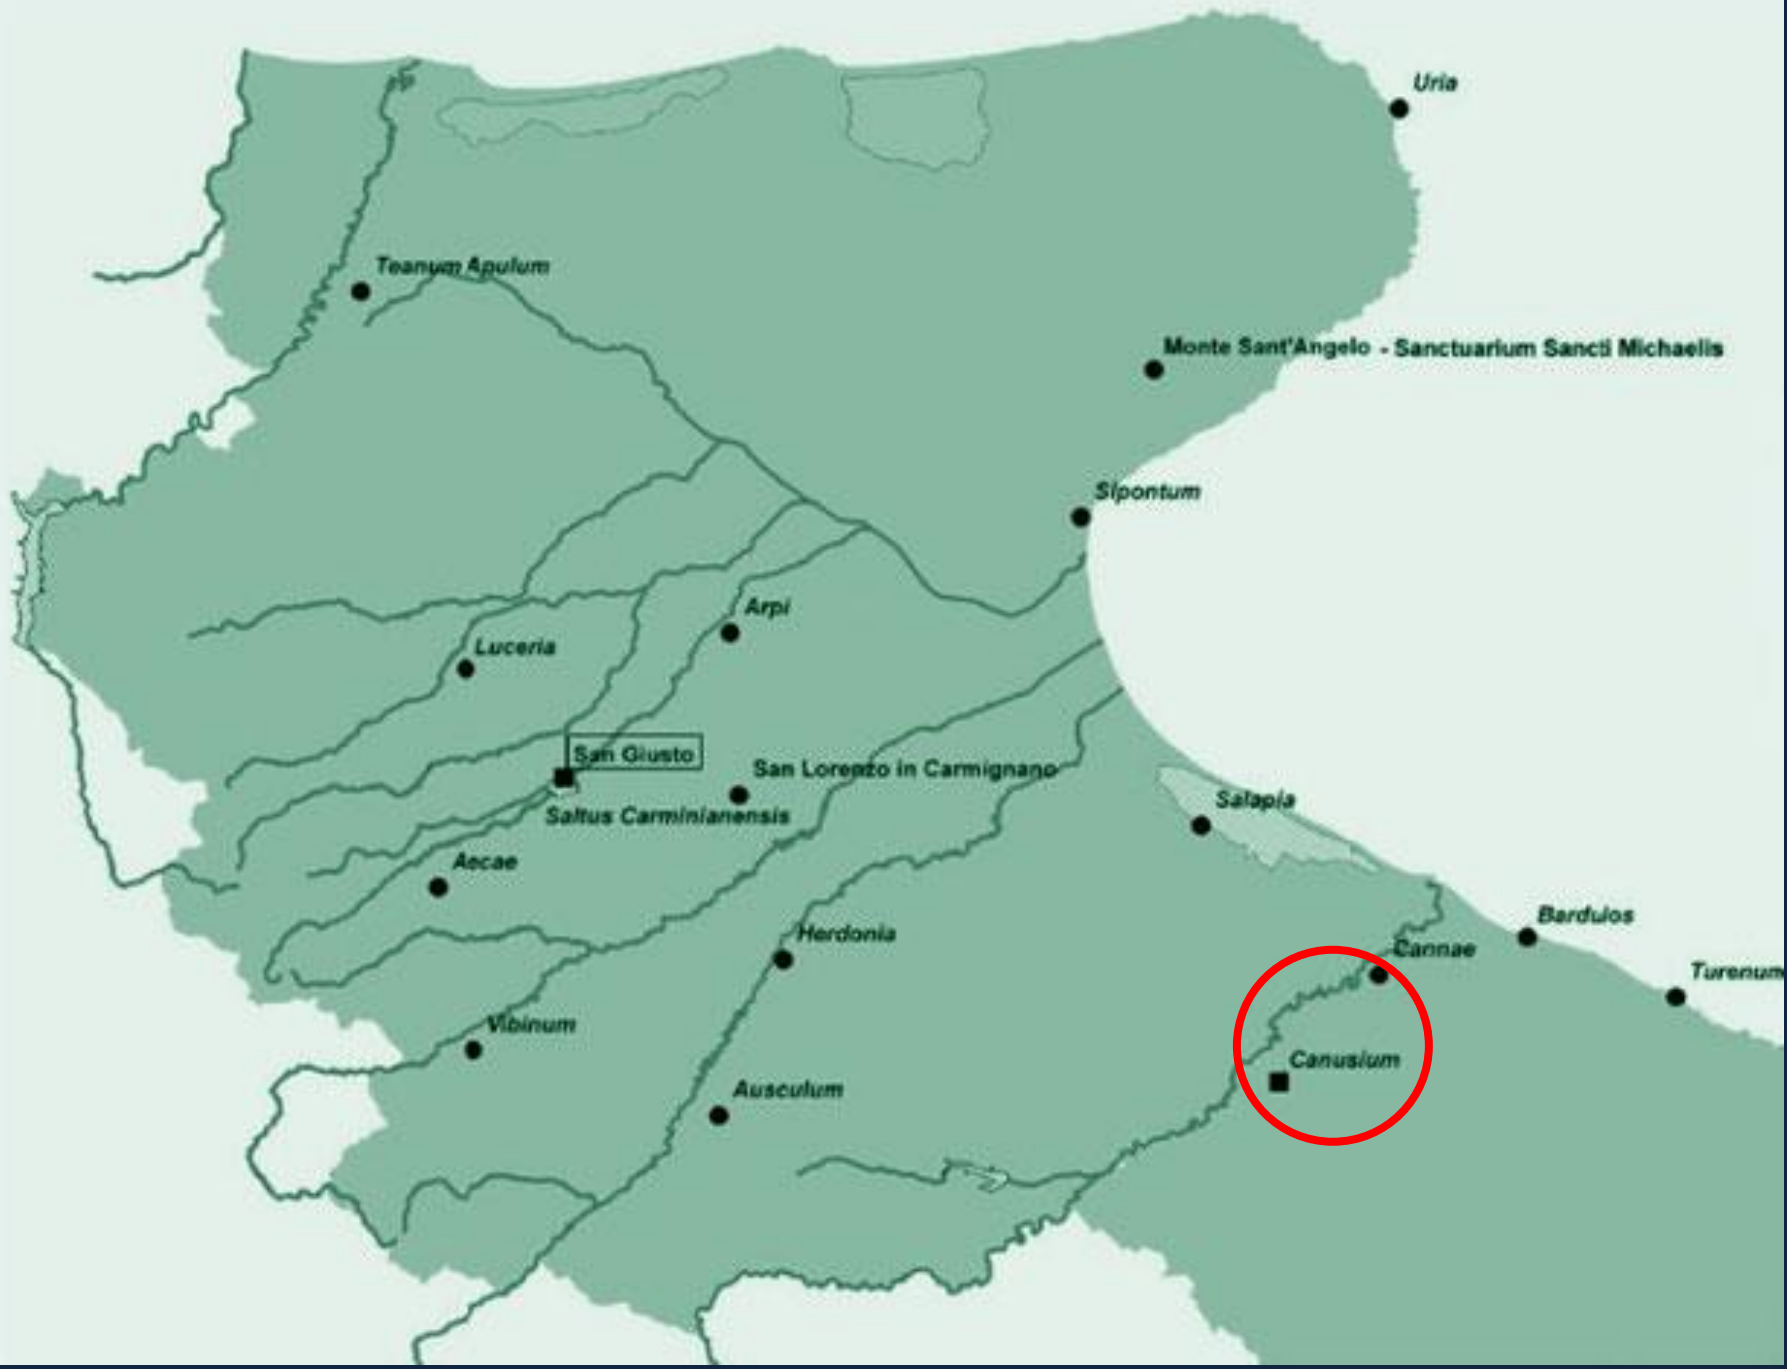 Uria
Teanum Apulum
Monte Sant'Angelo - Sanctuarium Sancti Michaelis
Sipontum
Arpi
Luceria
San Giusto
San Lorenzo in Carmignano
Salapia
Saltus Carminianensis
Aecae
Bardulos
Herdonia
Cannae
Turenum
Vibinum
Canusium
Ausculum